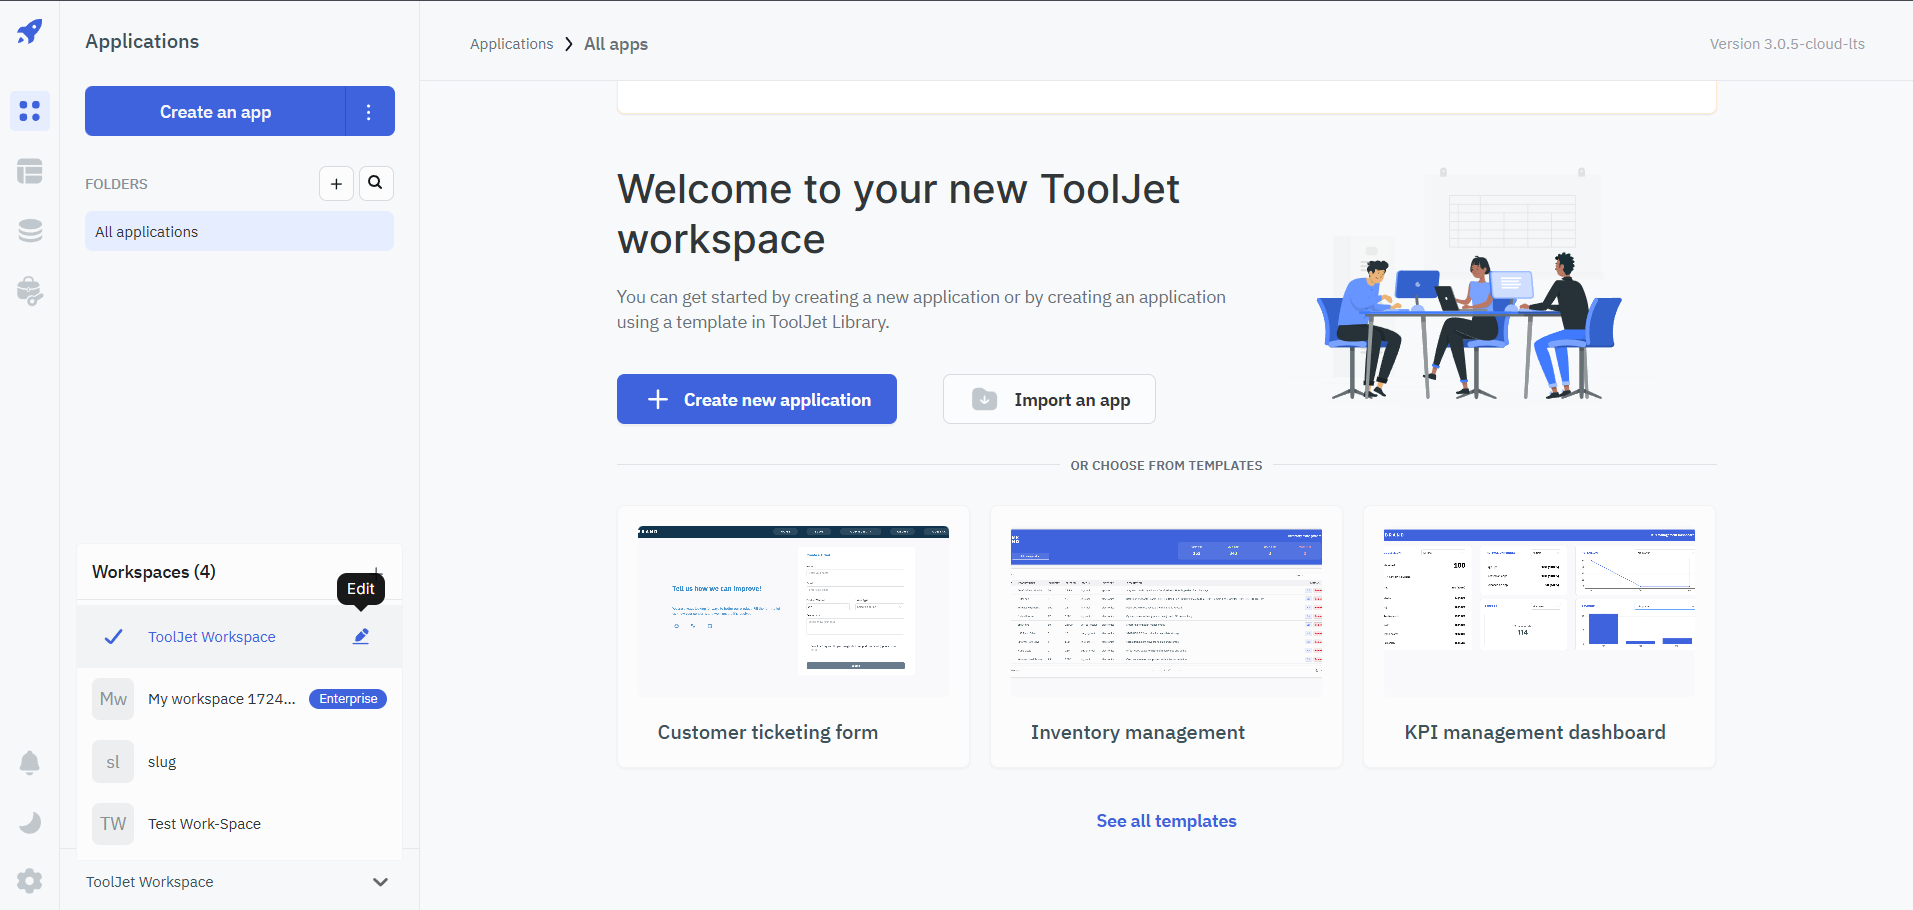 Applications
Create an app
FOLDERS
All applications
Workspaces (4)
Edit
ToolJet Workspace
Mw
My workspace 1724...
Enterprise
sl
slug
TW
Test Work-Space
ToolJet Workspace
Applications
All apps
Version 3.0.5-cloud-lts
Welcome to your new ToolJet
workspace
You can get started by creating a new application or by creating an application
using a template in ToolJet Library.
Create new application
Import an app
OR CHOOSE FROM TEMPLATES
BRAND
Tell us how we can improve!
Customer ticketing form
Inventory management
BRAND
100
114
KPI management dashboard
See all templates